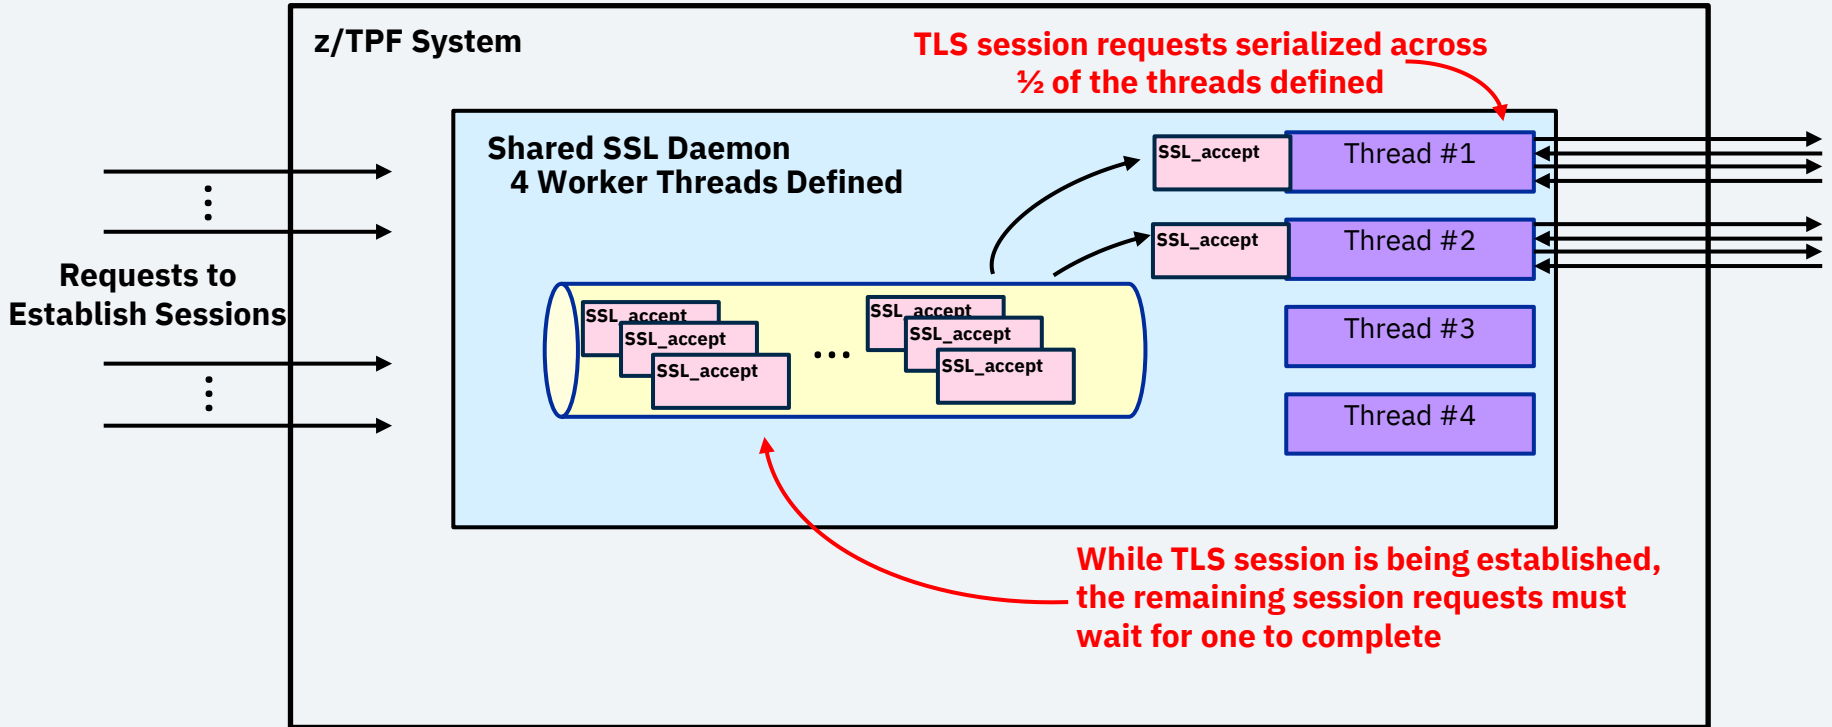 z/TPF System
TLS session requests serialized across
½ of the threads defined
Shared SSL Daemon
4 Worker Threads Defined
SSL_accept
Thread #1
SSL_accept
Thread #2
Requests to
Establish Sessions
SSL_accept
SSL_accept
SSL_accept
...
SSL_accept
SSL_accept
SSL_accept
Thread #3
Thread #4
While TLS session is being established,
the remaining session requests must
wait for one to complete